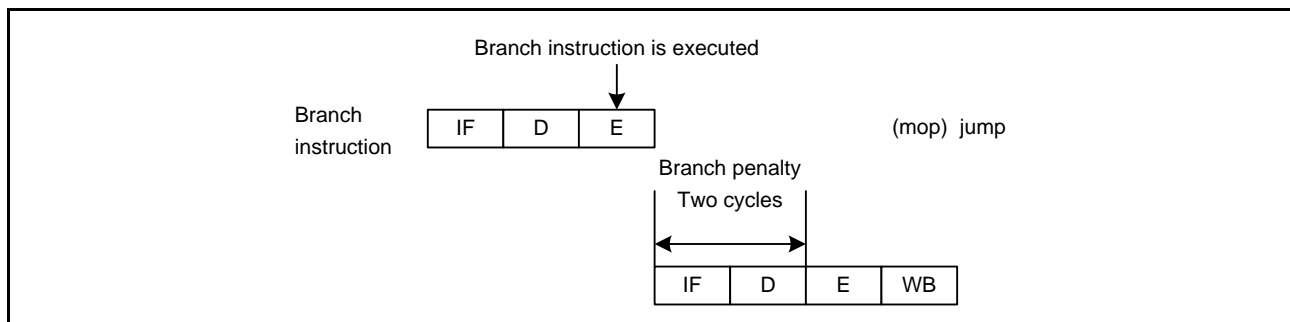 Branch instruction is executed
Branch
instruction
IF D E
(mop) jump
Branch penalty
Two cycles
IF D E WB